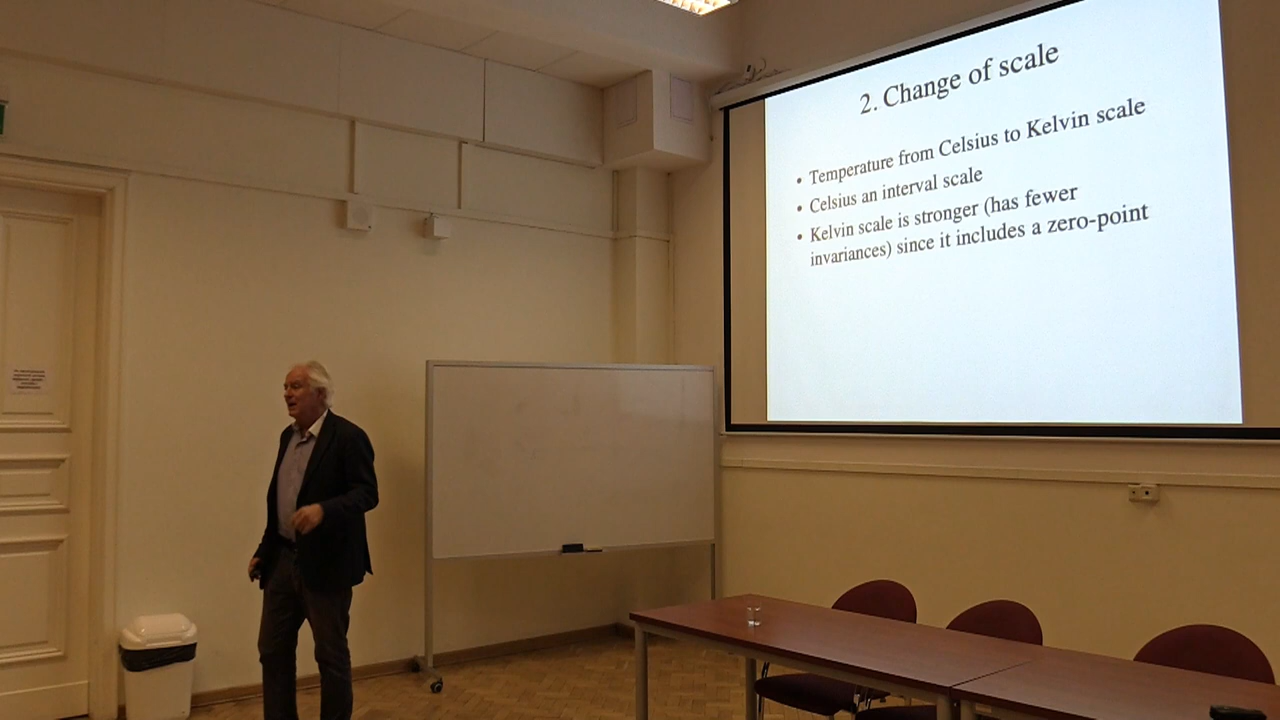 2. Change of scale
• Temperature from Celsius to Kelvin scale
• Celsius an interval scale
• Kelvin scale is stronger (has fewer
invariances) since it includes a zero-point